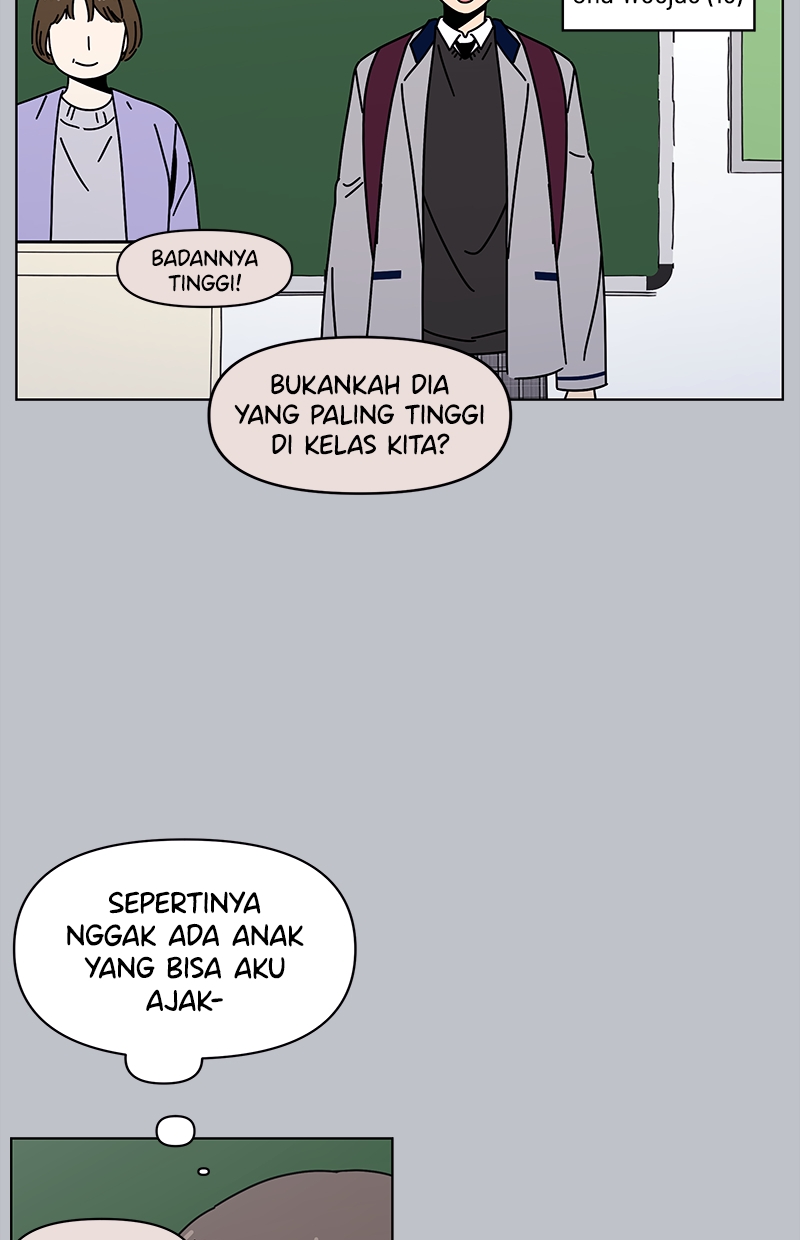 BADANNYA
TINGGI!
BUKANKAH DIA
YANG PALING TINGGI
DI KELAS KITA?
SEPERTINYA
NGGAK ADA ANAK
YANG BISA AKU
AJAK-